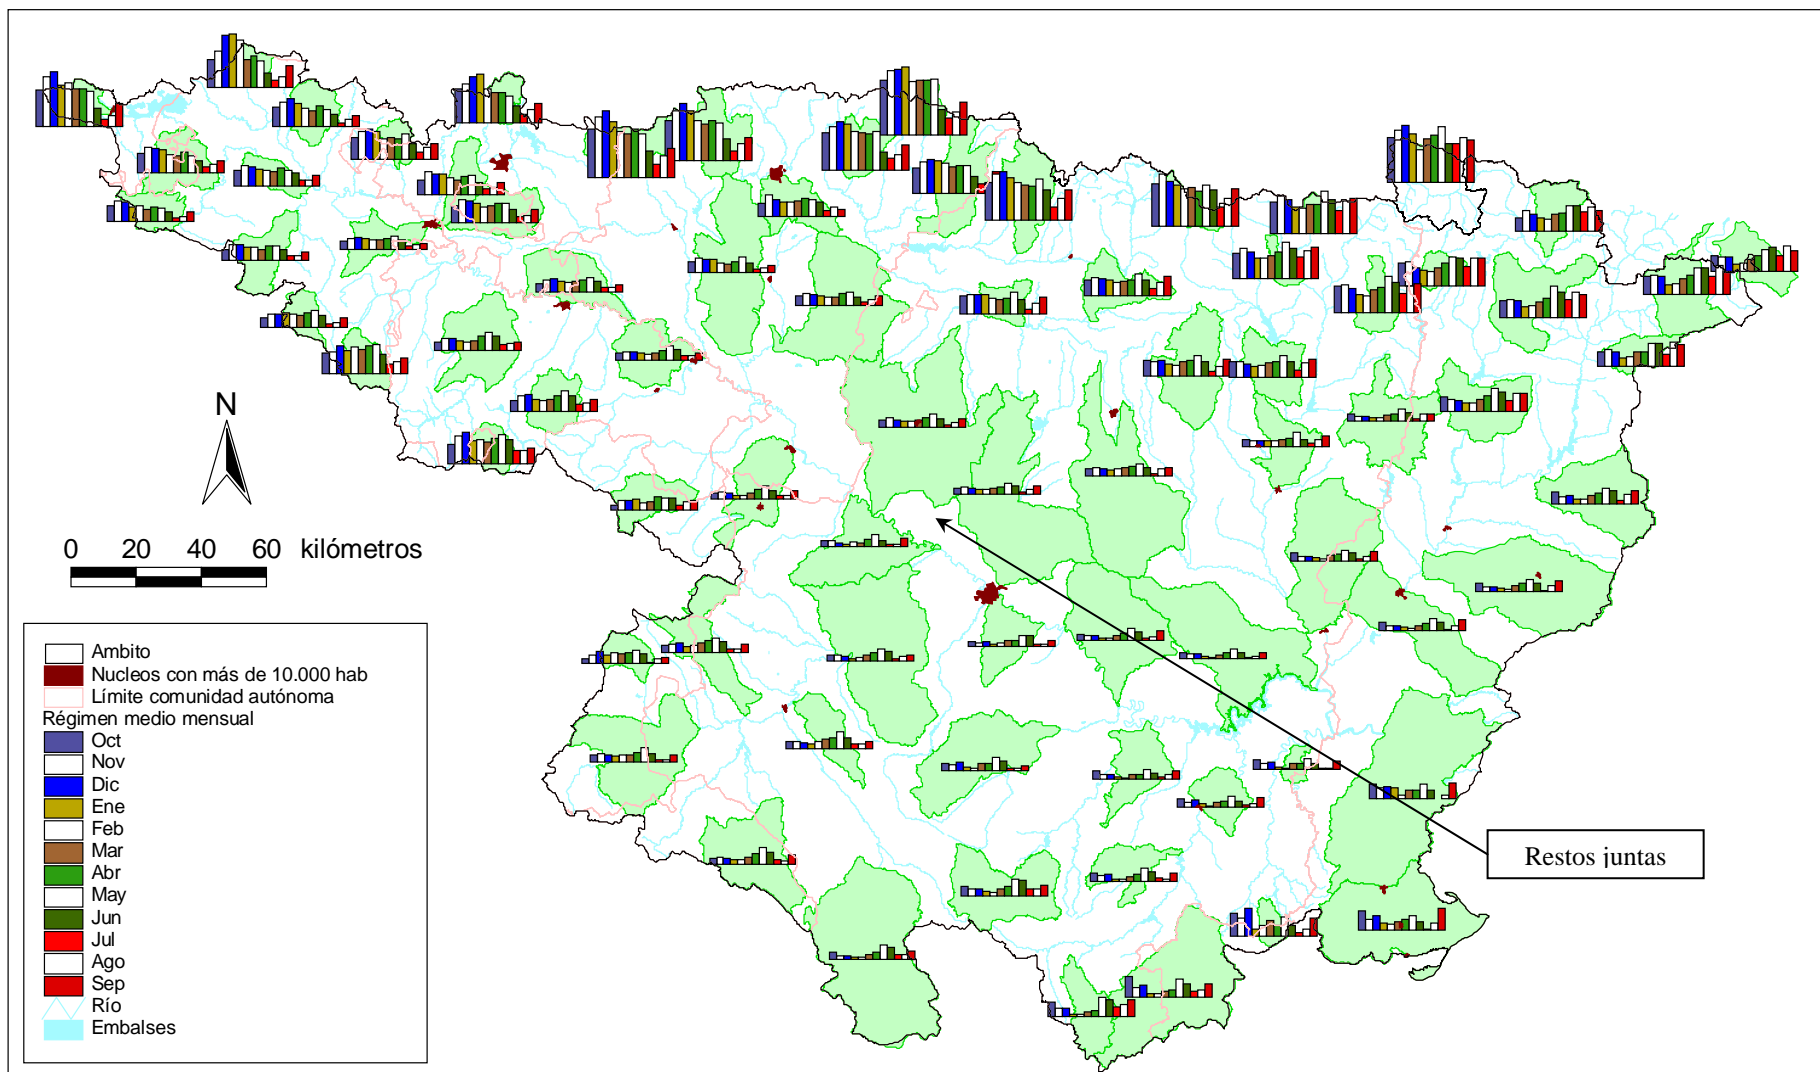 N
0 20 40 60 kilómetros
Ambito
Nucleos con más de 10.000 hab
Límite comunidad autónoma
Régimen medio mensual
Oct
Nov
Dic
Ene
Feb
Mar
Abr
May
Jun
Jul
Ago
Sep
Río
Embalses
Restos juntas